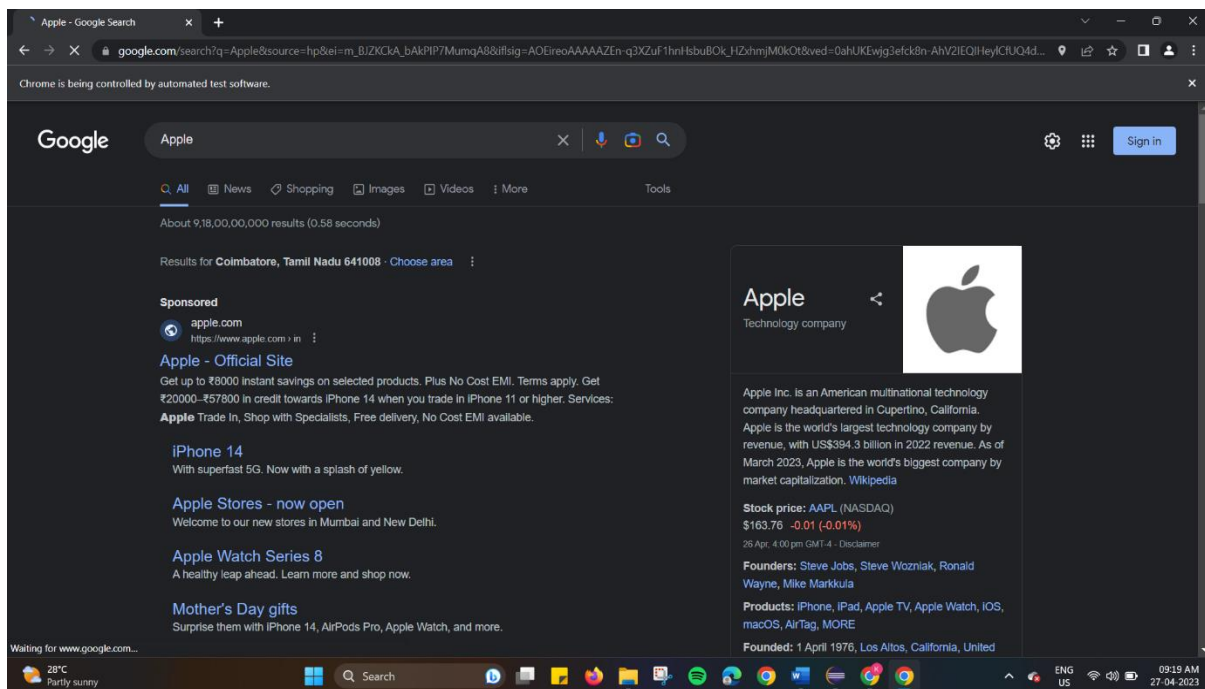 Apple - Google Search
google.com/search?q=Apple&source=hp&ei=m_BJZKCkA_bAkPIP7MumqA8&iflsig=AOEireoAAAAAZEn-q3XZuF1hnHsbuBOk_HZxhmjM0kOt&ved=0ahUKEwjg3efck8n-AhV2IEQIHeylCfUQ4d...
Chrome is being controlled by automated test software.
Google
Apple
Sign in
All News Shopping Images Videos More Tools
About 9,18,00,00,000 results (0.58 seconds)
Results for Coimbatore, Tamil Nadu 641008 · Choose area
Sponsored
apple.com
https://www.apple.com › in
Apple - Official Site
Get up to ₹8000 instant savings on selected products. Plus No Cost EMI. Terms apply. Get
₹20000–₹57800 in credit towards iPhone 14 when you trade in iPhone 11 or higher. Services:
Apple Trade In, Shop with Specialists, Free delivery, No Cost EMI available.
iPhone 14
With superfast 5G. Now with a splash of yellow.
Apple Stores - now open
Welcome to our new stores in Mumbai and New Delhi.
Apple Watch Series 8
A healthy leap ahead. Learn more and shop now.
Mother's Day gifts
Surprise them with iPhone 14, AirPods Pro, Apple Watch, and more.
Apple
Technology company
Apple Inc. is an American multinational technology
company headquartered in Cupertino, California.
Apple is the world's largest technology company by
revenue, with US$394.3 billion in 2022 revenue. As of
March 2023, Apple is the world's biggest company by
market capitalization. Wikipedia
Stock price: AAPL (NASDAQ)
$163.76 -0.01 (-0.01%)
26 Apr, 4:00 pm GMT-4 - Disclaimer
Founders: Steve Jobs, Steve Wozniak, Ronald
Wayne, Mike Markkula
Products: iPhone, iPad, Apple TV, Apple Watch, iOS,
macOS, AirTag, MORE
Founded: 1 April 1976, Los Altos, California, United
Waiting for www.google.com...
28°C
Partly sunny
Search
ENG
US
09:19 AM
27-04-2023